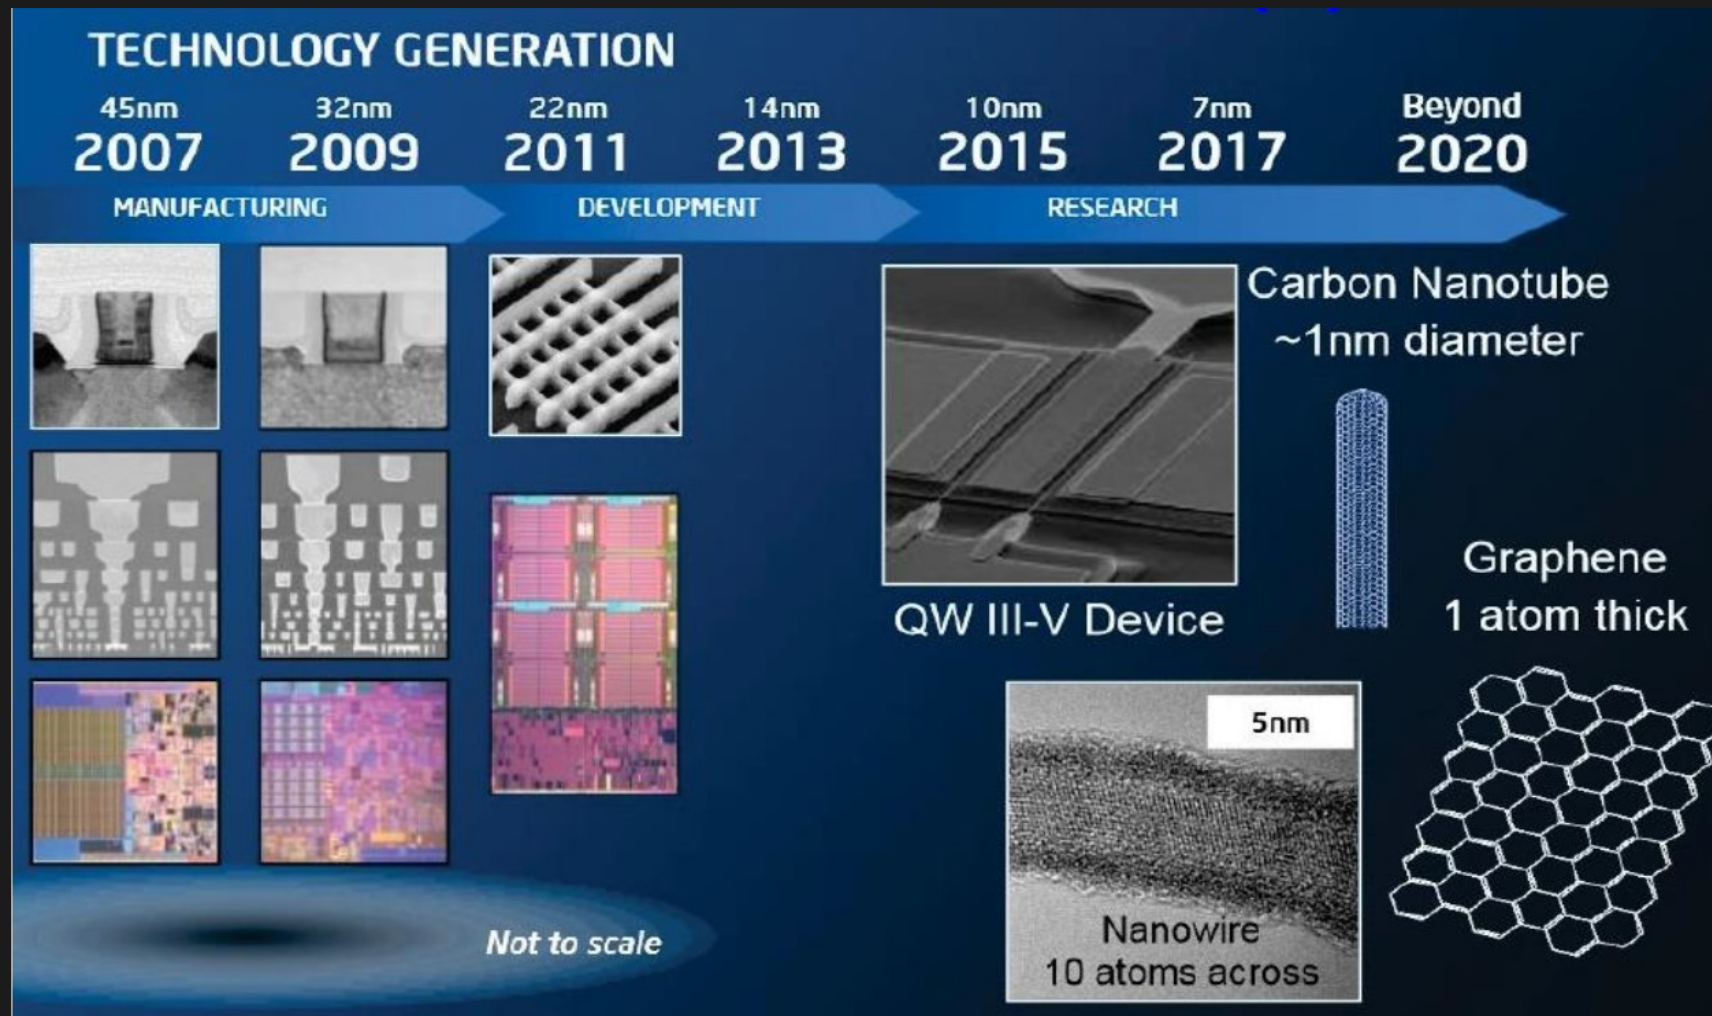 TECHNOLOGY GENERATION
45nm 32nm 22nm 14nm 10nm 7nm Beyond
2007 2009 2011 2013 2015 2017 2020
MANUFACTURING DEVELOPMENT RESEARCH
Carbon Nanotube
~1nm diameter
QW III-V Device
Graphene
1 atom thick
5nm
Nanowire
10 atoms across
Not to scale